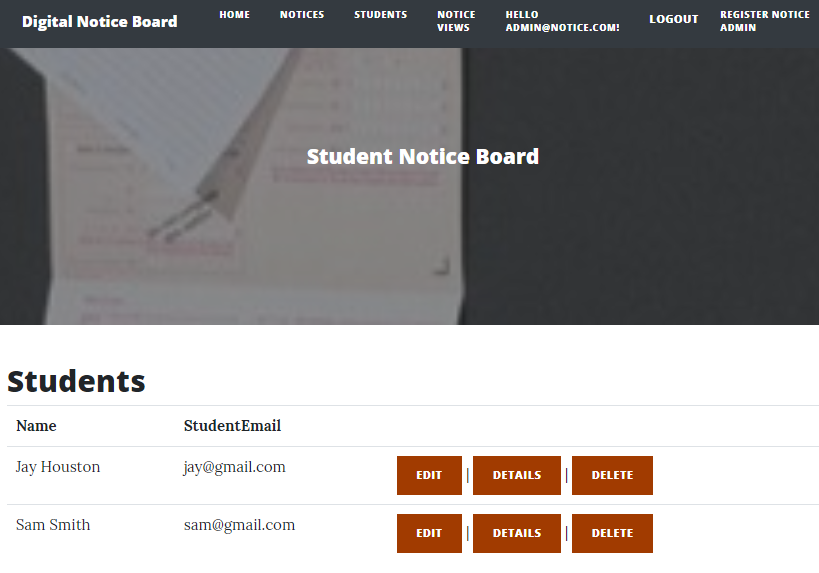 Digital Notice Board
HOME
NOTICES
STUDENTS
NOTICE
VIEWS
HELLO
ADMIN@NOTICE.COM!
LOGOUT
REGISTER NOTICE
ADMIN
Student Notice Board
Students
Name StudentEmail
Jay Houston jay@gmail.com EDIT | DETAILS | DELETE
Sam Smith sam@gmail.com EDIT | DETAILS | DELETE